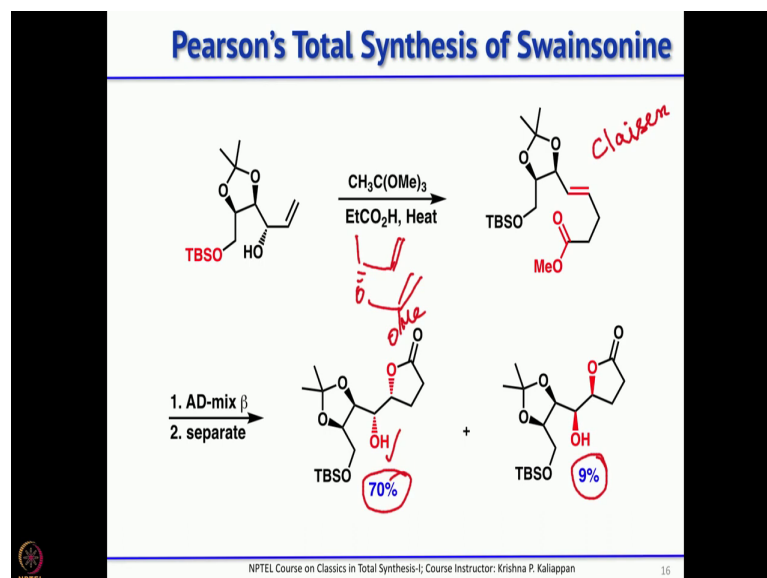 Pearson's Total Synthesis of Swainsonine
O
O
TBSO
HO
CH₃C(OMe)₃
EtCO₂H, Heat
O
OMe
O
O
TBSO
O
MeO
Claisen
1. AD-mix β
2. separate
O
O
O
O
OH
TBSO
70%
+
O
O
O
O
OH
TBSO
9%
NPTEL
NPTEL Course on Classics in Total Synthesis-I; Course Instructor: Krishna P. Kaliappan
16